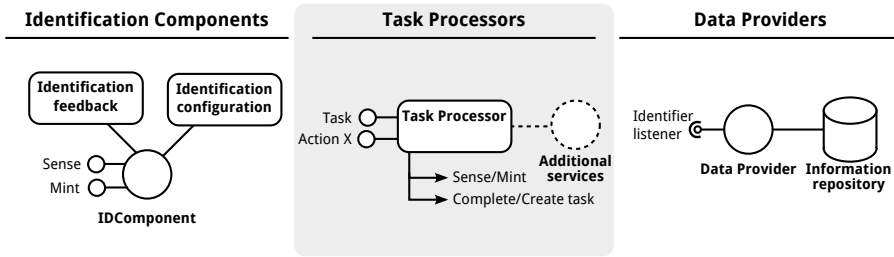 Identification Components
Identification
feedback
Identification
configuration
Sense
Mint
IDComponent
Task Processors
Task
Action X
Task Processor
Additional
services
Sense/Mint
Complete/Create task
Data Providers
Identifier
listener
Data Provider
Information
repository